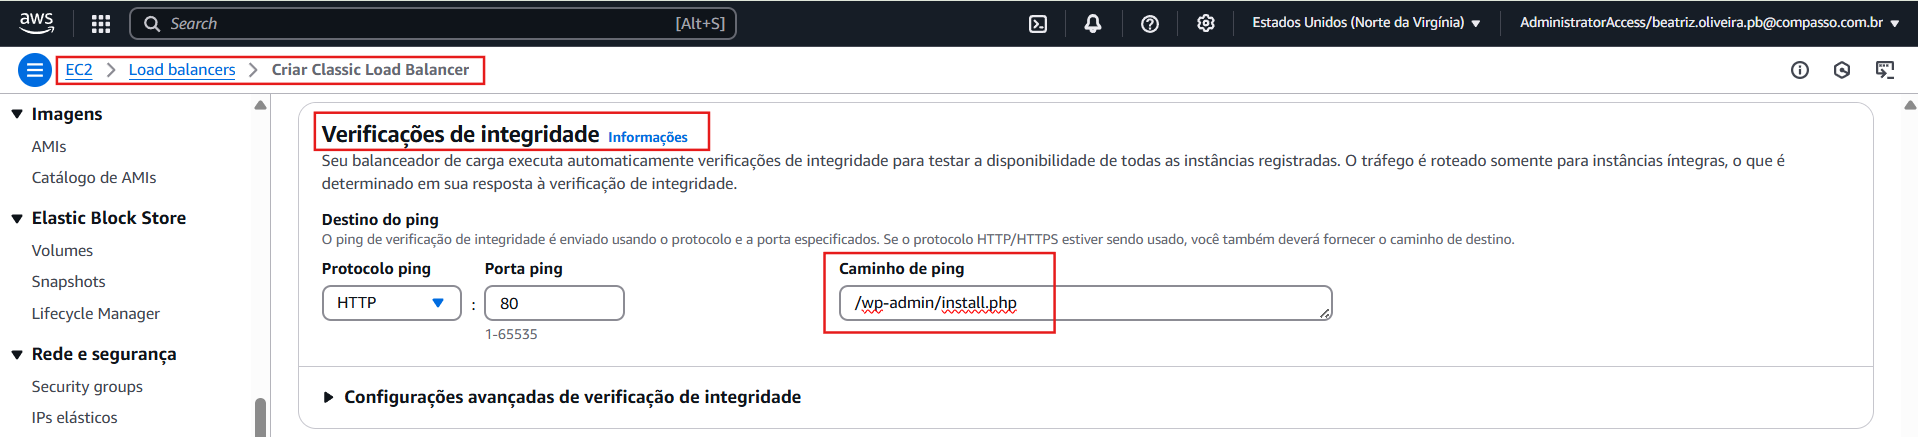 aws
Search [Alt+S]
Estados Unidos (Norte da Virgínia)
AdministratorAccess/beatriz.oliveira.pb@compasso.com.br
EC2 > Load balancers > Criar Classic Load Balancer
Imagens
AMIs
Catálogo de AMIs
Elastic Block Store
Volumes
Snapshots
Lifecycle Manager
Rede e segurança
Security groups
IPs elásticos
Verificações de integridade Informações
Seu balanceador de carga executa automaticamente verificações de integridade para testar a disponibilidade de todas as instâncias registradas. O tráfego é roteado somente para instâncias íntegras, o que é
determinado em sua resposta à verificação de integridade.
Destino do ping
O ping de verificação de integridade é enviado usando o protocolo e a porta especificados. Se o protocolo HTTP/HTTPS estiver sendo usado, você também deverá fornecer o caminho de destino.
Protocolo ping
Porta ping
Caminho de ping
HTTP : 80
/wp-admin/install.php
1-65535
Configurações avançadas de verificação de integridade